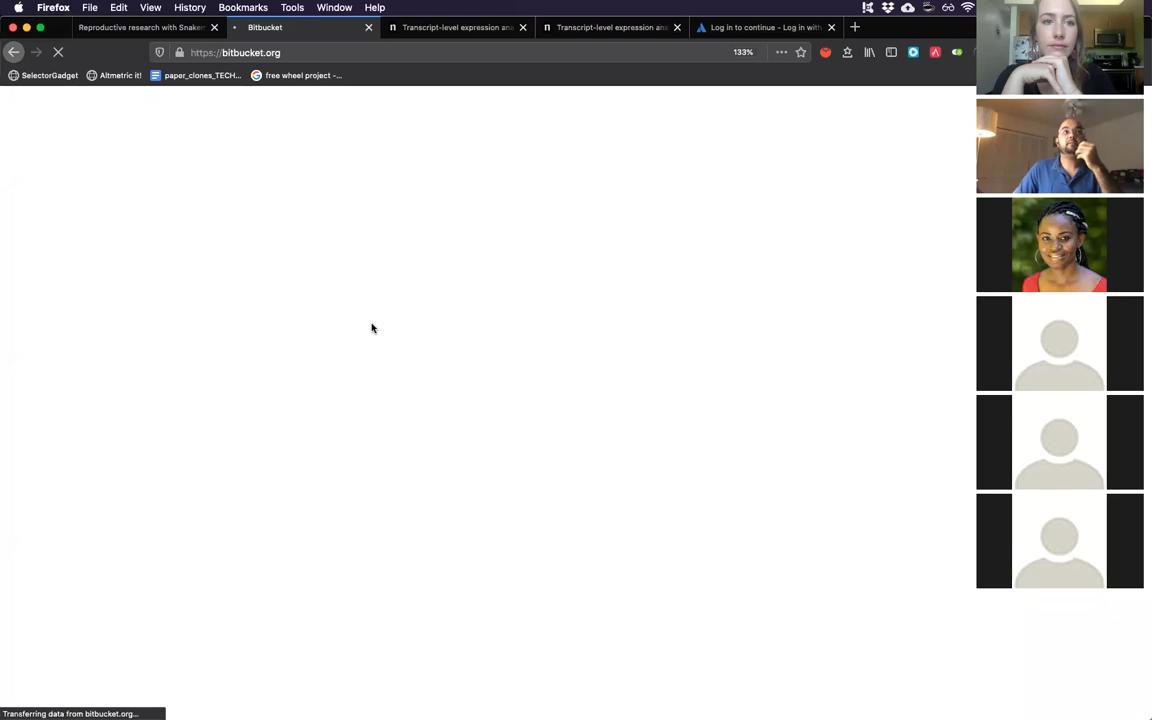 Firefox File Edit View History Bookmarks Tools Window Help
Reproductive research with Snakem
Bitbucket
Transcript-level expression ana
Transcript-level expression ana
Log in to continue - Log in with
https://bitbucket.org
133%
SelectorGadget
Altmetric it!
paper_clones_TECH...
free wheel project -...
Transferring data from bitbucket.org...